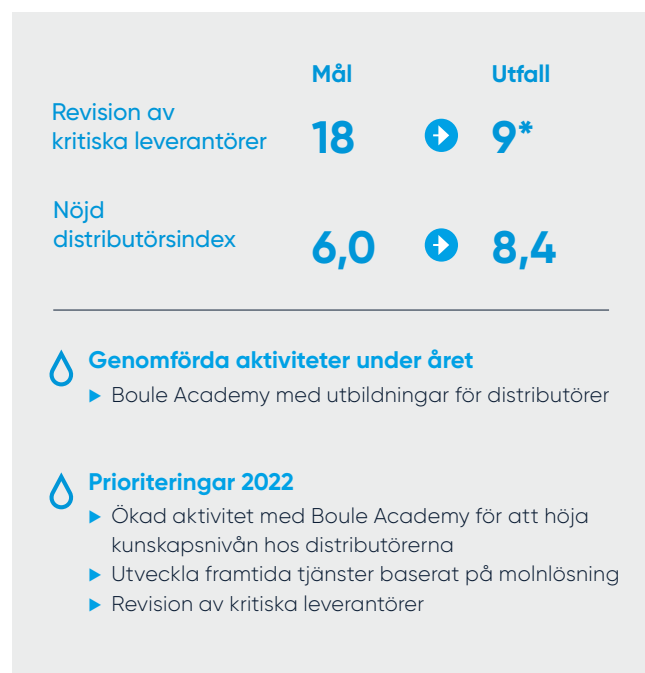 Mål Utfall
Revision av
kritiska leverantörer 18 9*
Nöjd
distributörsindex 6,0 8,4
Genomförda aktiviteter under året
Boule Academy med utbildningar för distributörer
Prioriteringar 2022
Ökad aktivitet med Boule Academy för att höja
kunskapsnivån hos distributörerna
Utveckla framtida tjänster baserat på molnlösning
Revision av kritiska leverantörer